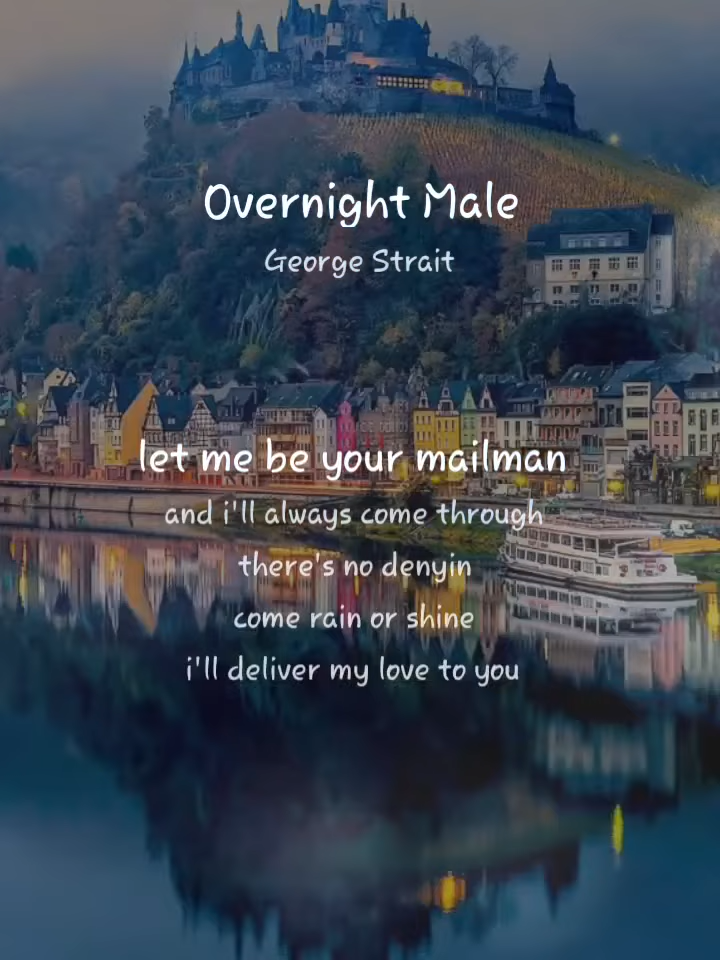 Overnight Male
George Strait
let me be your mailman
and i'll always come through
there's no denyin
come rain or shine
i'll deliver my love to you